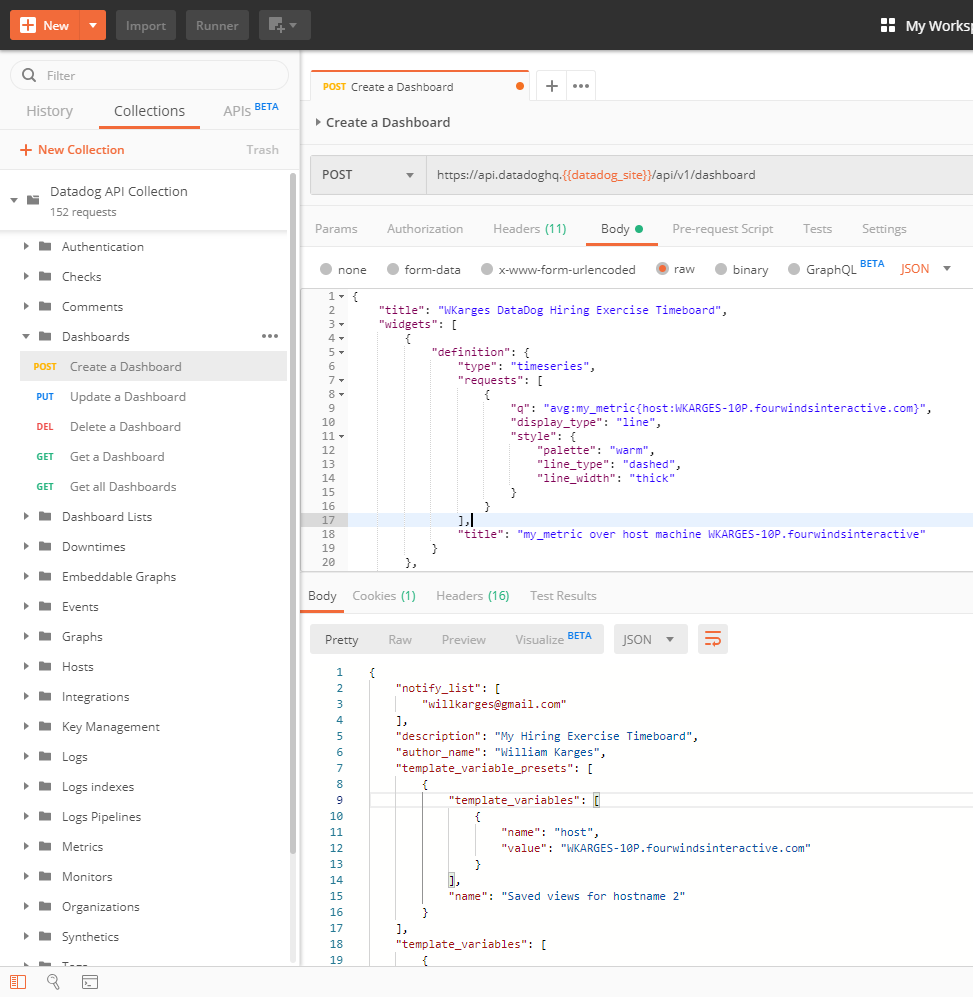 New
Import
Runner
My Works
Filter
History
Collections
APIs BETA
New Collection
Trash
Datadog API Collection
152 requests
Authentication
Checks
Comments
Dashboards
POST Create a Dashboard
PUT Update a Dashboard
DEL Delete a Dashboard
GET Get a Dashboard
GET Get all Dashboards
Dashboard Lists
Downtimes
Embeddable Graphs
Events
Graphs
Hosts
Integrations
Key Management
Logs
Logs indexes
Logs Pipelines
Metrics
Monitors
Organizations
Synthetics
Tags
POST Create a Dashboard
Create a Dashboard
POST
https://api.datadoghq.{{datadog_site}}/api/v1/dashboard
Params Authorization Headers (11) Body Pre-request Script Tests Settings
none form-data x-www-form-urlencoded raw binary GraphQL BETA JSON
1 {
2 "title": "WKarges DataDog Hiring Exercise Timeboard",
3 "widgets": [
4 {
5 "definition": {
6 "type": "timeseries",
7 "requests": [
8 {
9 "q": "avg:my_metric{host:WKARGES-10P.fourwindsinteractive.com}",
10 "display_type": "line",
11 "style": {
12 "palette": "warm",
13 "line_type": "dashed",
14 "line_width": "thick"
15 }
16 }
17 ],
18 "title": "my_metric over host machine WKARGES-10P.fourwindsinteractive"
19 }
20 },
Body Cookies (1) Headers (16) Test Results
Pretty Raw Preview Visualize BETA JSON
1 {
2 "notify_list": [
3 "willkarges@gmail.com"
4 ],
5 "description": "My Hiring Exercise Timeboard",
6 "author_name": "William Karges",
7 "template_variable_presets": [
8 {
9 "template_variables": [
10 {
11 "name": "host",
12 "value": "WKARGES-10P.fourwindsinteractive.com"
13 }
14 ],
15 "name": "Saved views for hostname 2"
16 }
17 ],
18 "template_variables": [
19 {